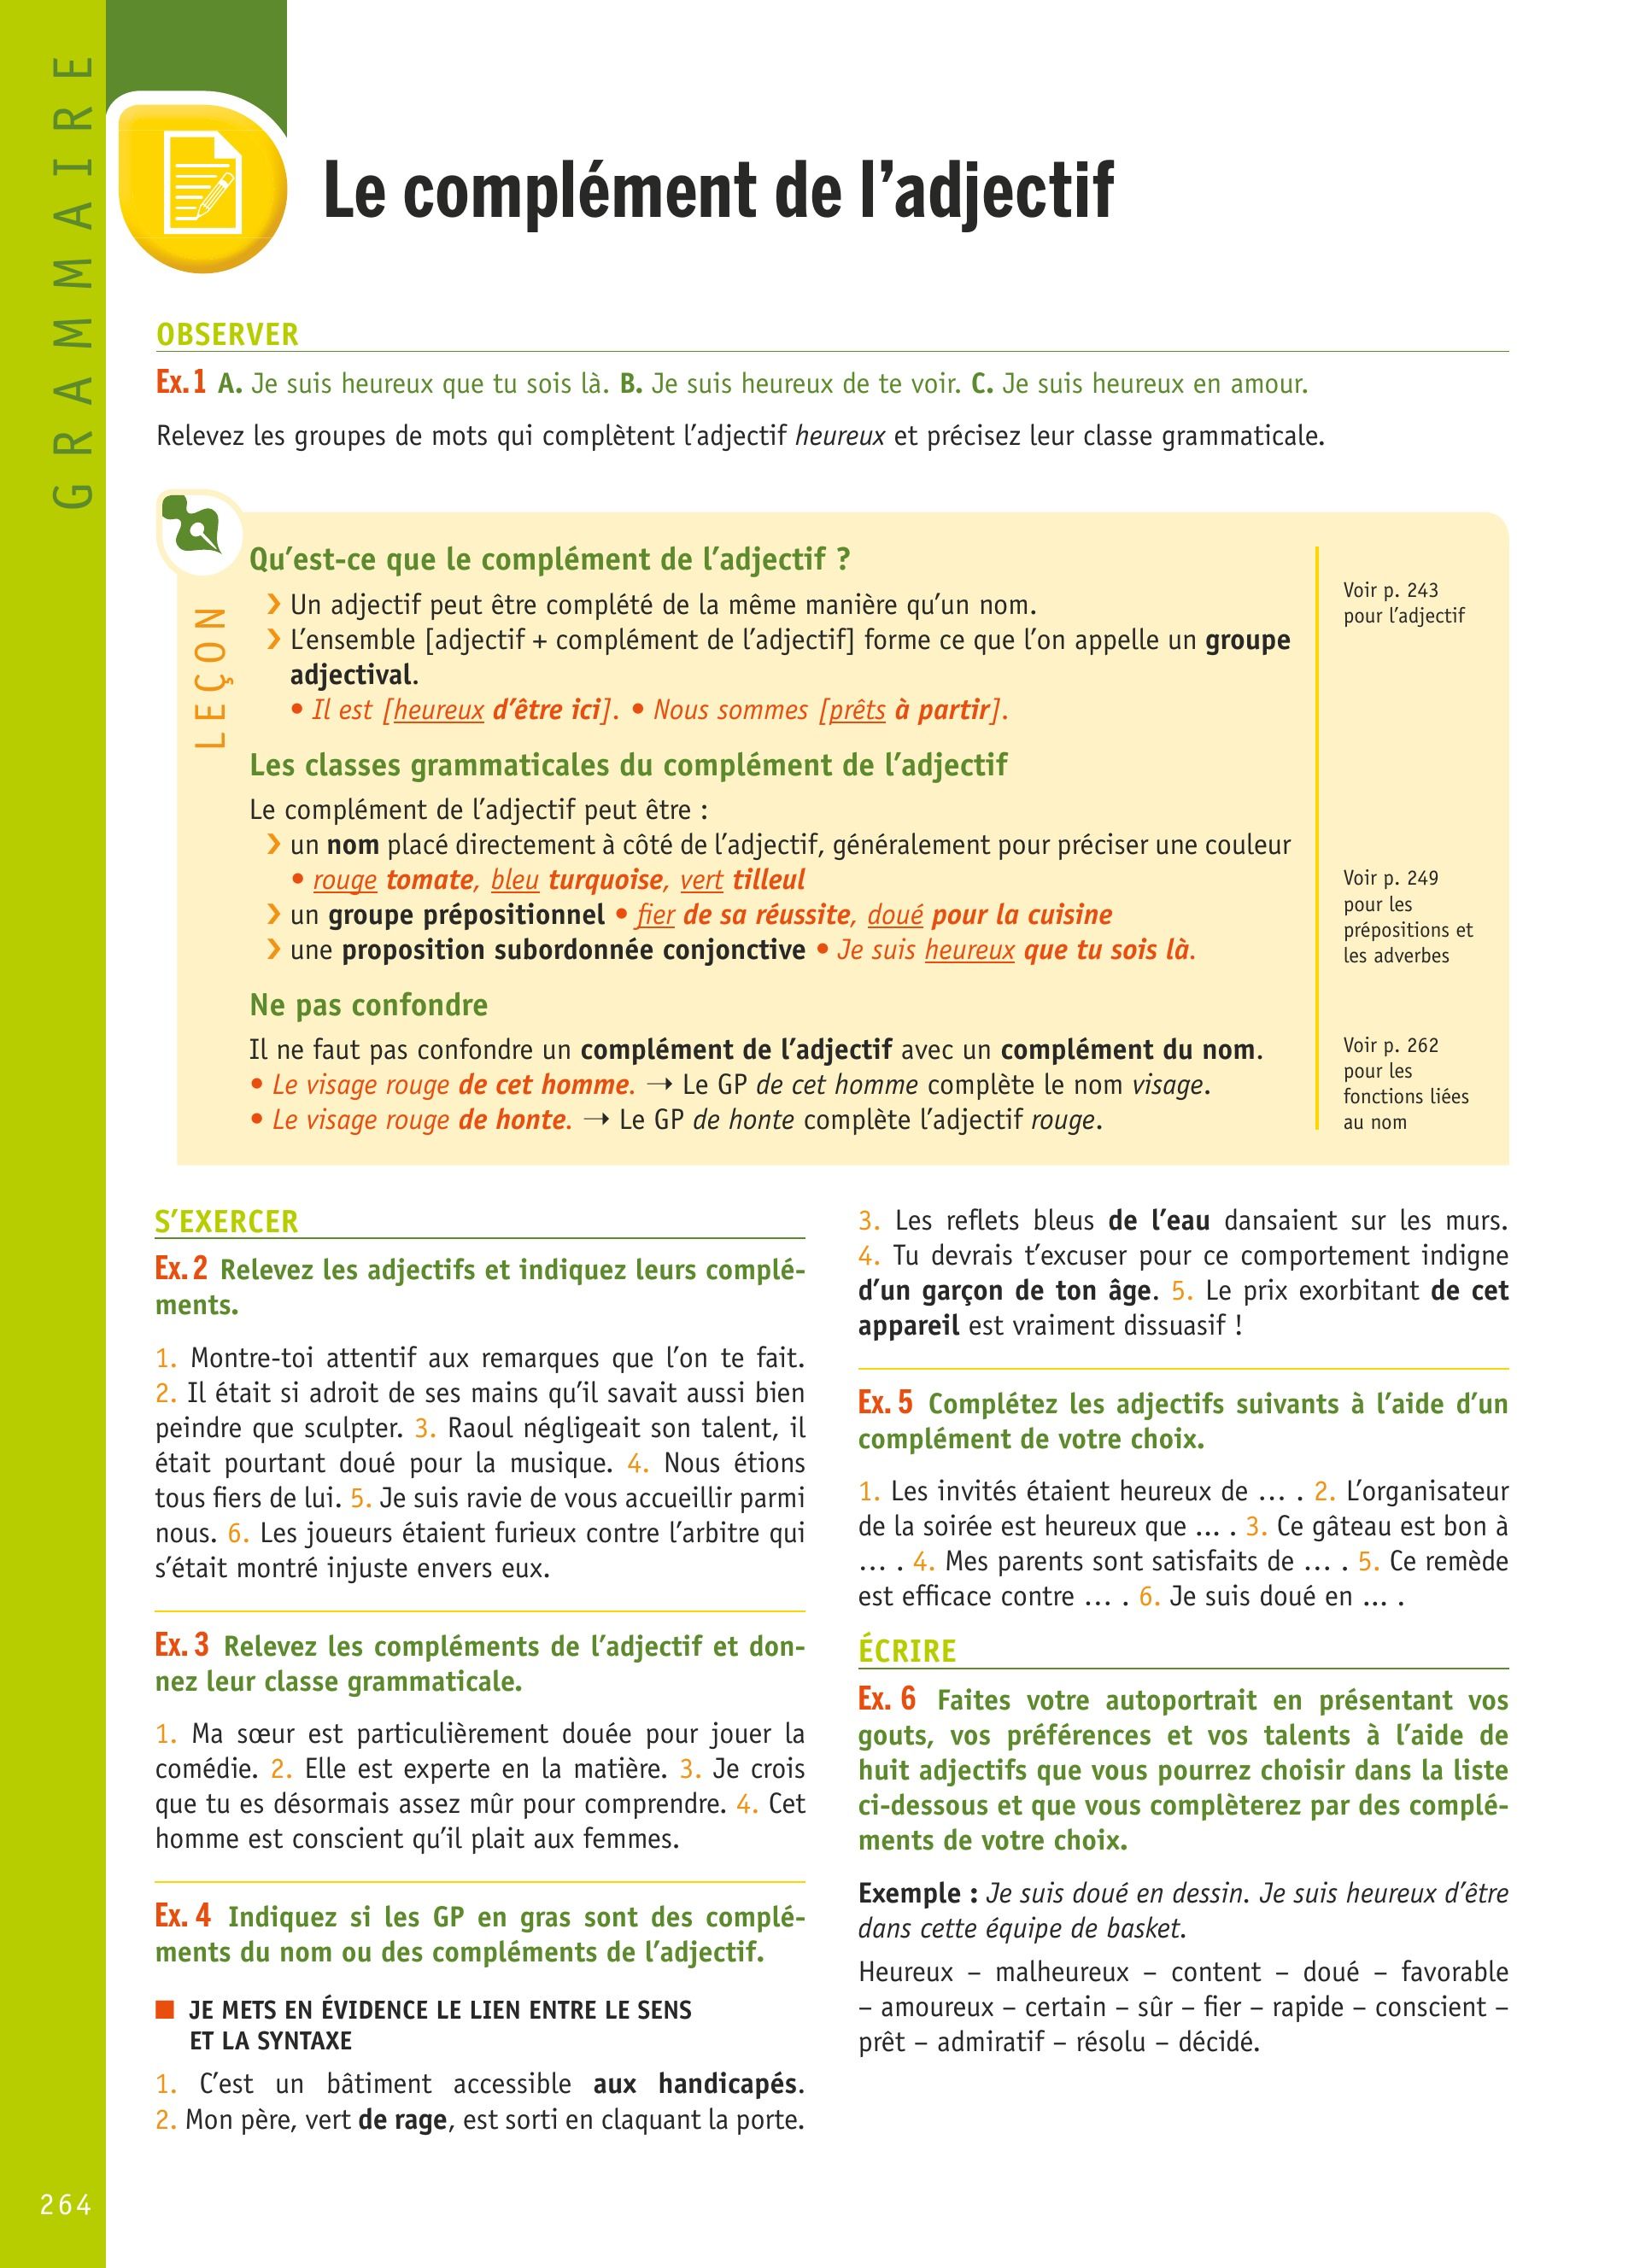 GRAMMAIRE
Le complément de l’adjectif
OBSERVER
Ex. 1 A. Je suis heureux que tu sois là. B. Je suis heureux de te voir. C. Je suis heureux en amour.
Relevez les groupes de mots qui complètent l’adjectif heureux et précisez leur classe grammaticale.
LEÇON
Qu’est-ce que le complément de l’adjectif ?
❯ Un adjectif peut être complété de la même manière qu’un nom.
❯ L’ensemble [adjectif + complément de l’adjectif] forme ce que l’on appelle un groupe
adjectival.
• Il est [heureux d’être ici]. • Nous sommes [prêts à partir].
Voir p. 243
pour l’adjectif
Les classes grammaticales du complément de l’adjectif
Le complément de l’adjectif peut être :
❯ un nom placé directement à côté de l’adjectif, généralement pour préciser une couleur
• rouge tomate, bleu turquoise, vert tilleul
❯ un groupe prépositionnel • fier de sa réussite, doué pour la cuisine
❯ une proposition subordonnée conjonctive • Je suis heureux que tu sois là.
Voir p. 249
pour les
prépositions et
les adverbes
Ne pas confondre
Il ne faut pas confondre un complément de l’adjectif avec un complément du nom.
• Le visage rouge de cet homme. → Le GP de cet homme complète le nom visage.
• Le visage rouge de honte. → Le GP de honte complète l’adjectif rouge.
Voir p. 262
pour les
fonctions liées
au nom
S’EXERCER
Ex. 2 Relevez les adjectifs et indiquez leurs complé-
ments.
1. Montre-toi attentif aux remarques que l’on te fait.
2. Il était si adroit de ses mains qu’il savait aussi bien
peindre que sculpter. 3. Raoul négligeait son talent, il
était pourtant doué pour la musique. 4. Nous étions
tous fiers de lui. 5. Je suis ravie de vous accueillir parmi
nous. 6. Les joueurs étaient furieux contre l’arbitre qui
s’était montré injuste envers eux.
Ex. 3 Relevez les compléments de l’adjectif et don-
nez leur classe grammaticale.
1. Ma sœur est particulièrement douée pour jouer la
comédie. 2. Elle est experte en la matière. 3. Je crois
que tu es désormais assez mûr pour comprendre. 4. Cet
homme est conscient qu’il plait aux femmes.
Ex. 4 Indiquez si les GP en gras sont des complé-
ments du nom ou des compléments de l’adjectif.
■ JE METS EN ÉVIDENCE LE LIEN ENTRE LE SENS
ET LA SYNTAXE
1. C’est un bâtiment accessible aux handicapés.
2. Mon père, vert de rage, est sorti en claquant la porte.
3. Les reflets bleus de l’eau dansaient sur les murs.
4. Tu devrais t’excuser pour ce comportement indigne
d’un garçon de ton âge. 5. Le prix exorbitant de cet
appareil est vraiment dissuasif !
Ex. 5 Complétez les adjectifs suivants à l’aide d’un
complément de votre choix.
1. Les invités étaient heureux de … . 2. L’organisateur
de la soirée est heureux que … . 3. Ce gâteau est bon à
… . 4. Mes parents sont satisfaits de … . 5. Ce remède
est efficace contre … . 6. Je suis doué en … .
ÉCRIRE
Ex. 6 Faites votre autoportrait en présentant vos
gouts, vos préférences et vos talents à l’aide de
huit adjectifs que vous pourrez choisir dans la liste
ci-dessous et que vous complèterez par des complé-
ments de votre choix.
Exemple : Je suis doué en dessin. Je suis heureux d’être
dans cette équipe de basket.
Heureux – malheureux – content – doué – favorable
– amoureux – certain – sûr – fier – rapide – conscient –
prêt – admiratif – résolu – décidé.
264